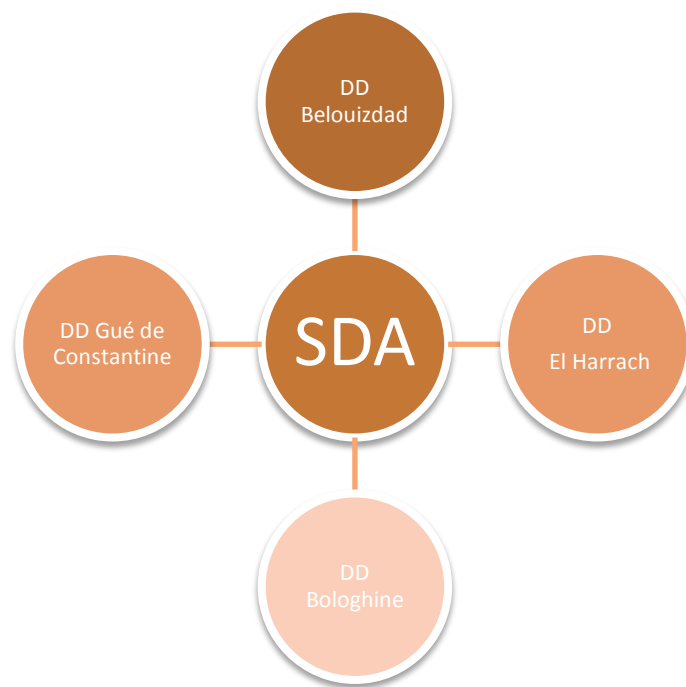 DD
Belouizdad
DD Gué de
Constantine
SDA
DD
El Harrach
DD
Bologhine